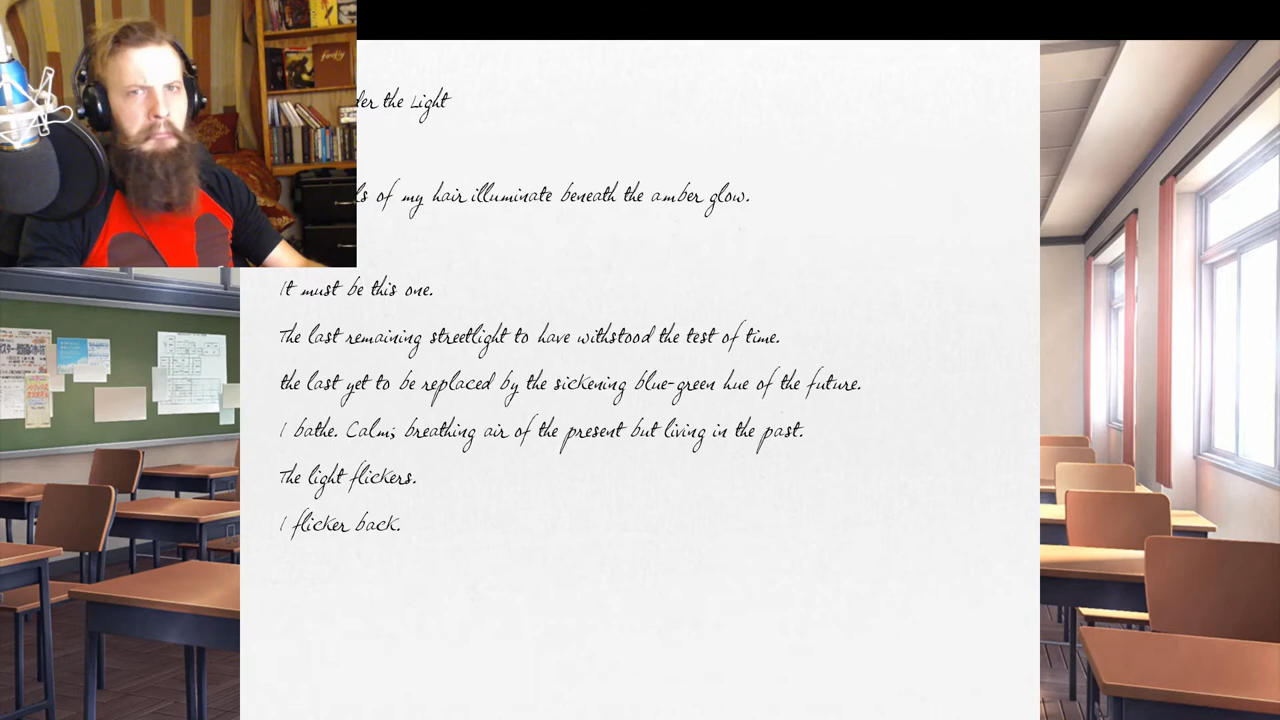 der the Light
ls of my hair illuminate beneath the amber glow.
It must be this one.
The last remaining streetlight to have withstood the test of time.
the last yet to be replaced by the sickening blue-green hue of the future.
I bathe. Calm; breathing air of the present but living in the past.
The light flickers.
I flicker back.
firefly